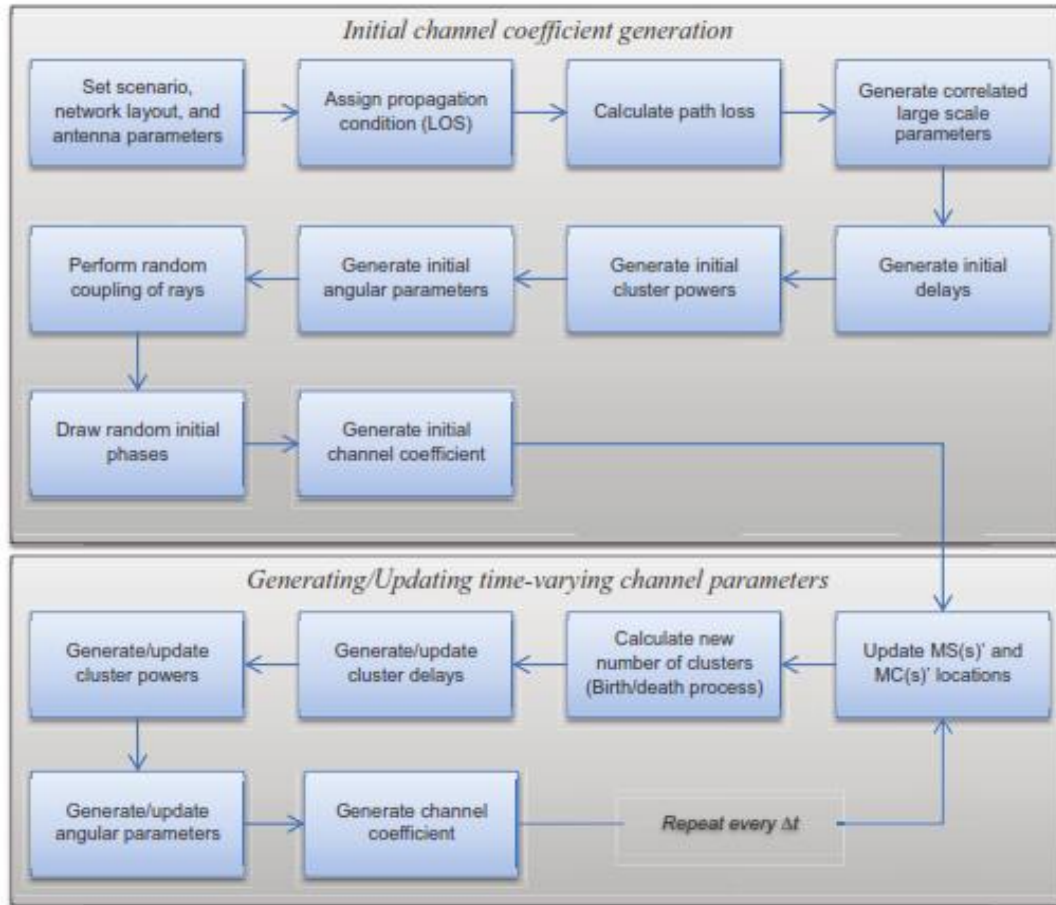 Initial channel coefficient generation
Set scenario,
network layout, and
antenna parameters
Assign propagation
condition (LOS)
Calculate path loss
Generate correlated
large scale
parameters
Generate initial
delays
Generate initial
cluster powers
Generate initial
angular parameters
Perform random
coupling of rays
Draw random initial
phases
Generate initial
channel coefficient
Generating/Updating time-varying channel parameters
Update MS(s)' and
MC(s)' locations
Calculate new
number of clusters
(Birth/death process)
Generate/update
cluster delays
Generate/update
cluster powers
Generate/update
angular parameters
Generate channel
coefficient
Repeat every Δt